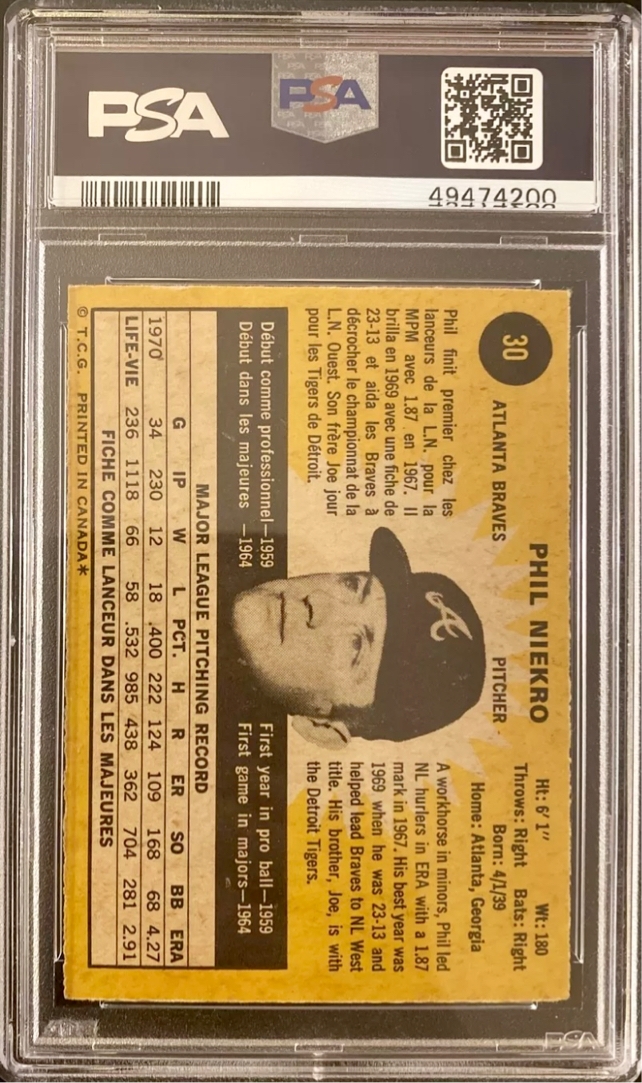 PSA
PSA
49474200
30
PHIL NIEKRO
ATLANTA BRAVES
PITCHER
Ht: 6' 1" Wt: 180
Throws: Right Bats: Right
Born: 4/1/39
Home: Atlanta, Georgia
Phil finit premier chez les
lanceurs de la L.N. pour la
MPM avec 1.87 en 1967. Il
brilla en 1969 avec une fiche de
23-13 et aida les Braves à
décrocher le championnat de la
L.N. Ouest. Son frère Joe jour
pour les Tigers de Détroit.
A workhorse in minors, Phil led
NL hurlers in ERA with a 1.87
mark in 1967. His best year was
1969 when he was 23-13 and
helped lead Braves to NL West
title. His brother, Joe, is with
the Detroit Tigers.
Début comme professionnel—1959
Début dans les majeures —1964
First year in pro ball—1959
First game in majors—1964
MAJOR LEAGUE PITCHING RECORD
G IP W L PCT. H R ER SO BB ERA
1970 34 230 12 18 .400 222 124 109 168 68 4.27
LIFE-VIE 236 1118 66 58 .532 985 438 362 704 281 2.91
FICHE COMME LANCEUR DANS LES MAJEURES
© T.C.G. PRINTED IN CANADA*
PSA